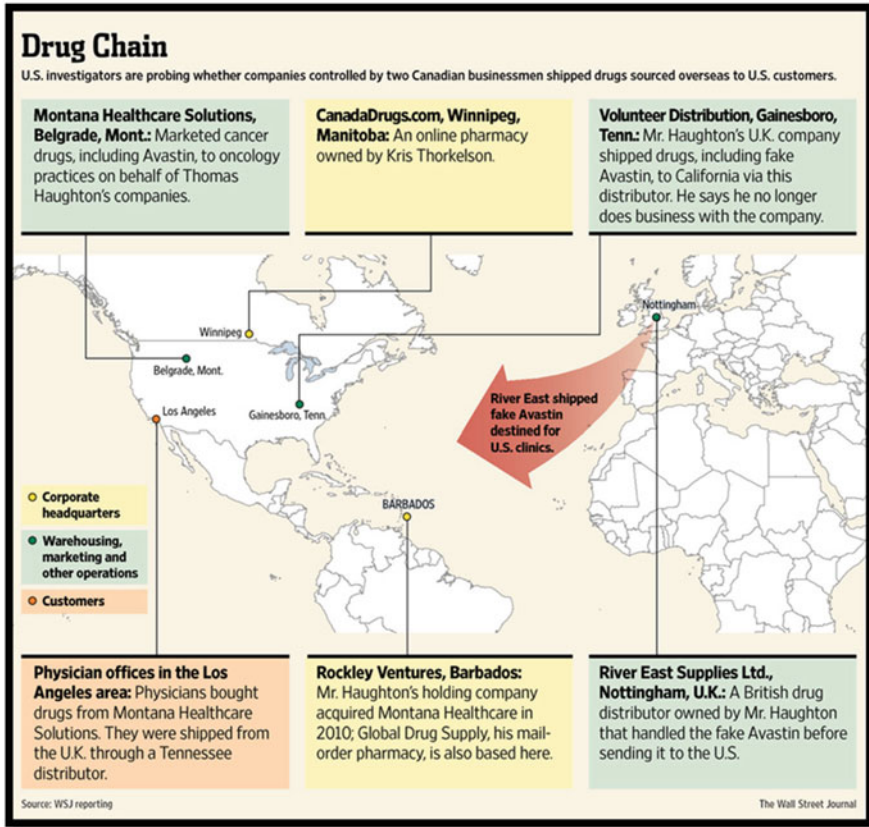 Drug Chain
U.S. investigators are probing whether companies controlled by two Canadian businessmen shipped drugs sourced overseas to U.S. customers.
Montana Healthcare Solutions,
Belgrade, Mont.: Marketed cancer
drugs, including Avastin, to oncology
practices on behalf of Thomas
Haughton's companies.
CanadaDrugs.com, Winnipeg,
Manitoba: An online pharmacy
owned by Kris Thorkelson.
Volunteer Distribution, Gainesboro,
Tenn.: Mr. Haughton's U.K. company
shipped drugs, including fake
Avastin, to California via this
distributor. He says he no longer
does business with the company.
Nottingham
Winnipeg
Belgrade, Mont.
Los Angeles
Gainesboro, Tenn.
River East shipped
fake Avastin
destined for
U.S. clinics.
BARBADOS
Corporate
headquarters
Warehousing,
marketing and
other operations
Customers
Physician offices in the Los
Angeles area: Physicians bought
drugs from Montana Healthcare
Solutions. They were shipped from
the U.K. through a Tennessee
distributor.
Rockley Ventures, Barbados:
Mr. Haughton's holding company
acquired Montana Healthcare in
2010; Global Drug Supply, his mail-
order pharmacy, is also based here.
River East Supplies Ltd.,
Nottingham, U.K.: A British drug
distributor owned by Mr. Haughton
that handled the fake Avastin before
sending it to the U.S.
Source: WSJ reporting
The Wall Street Journal